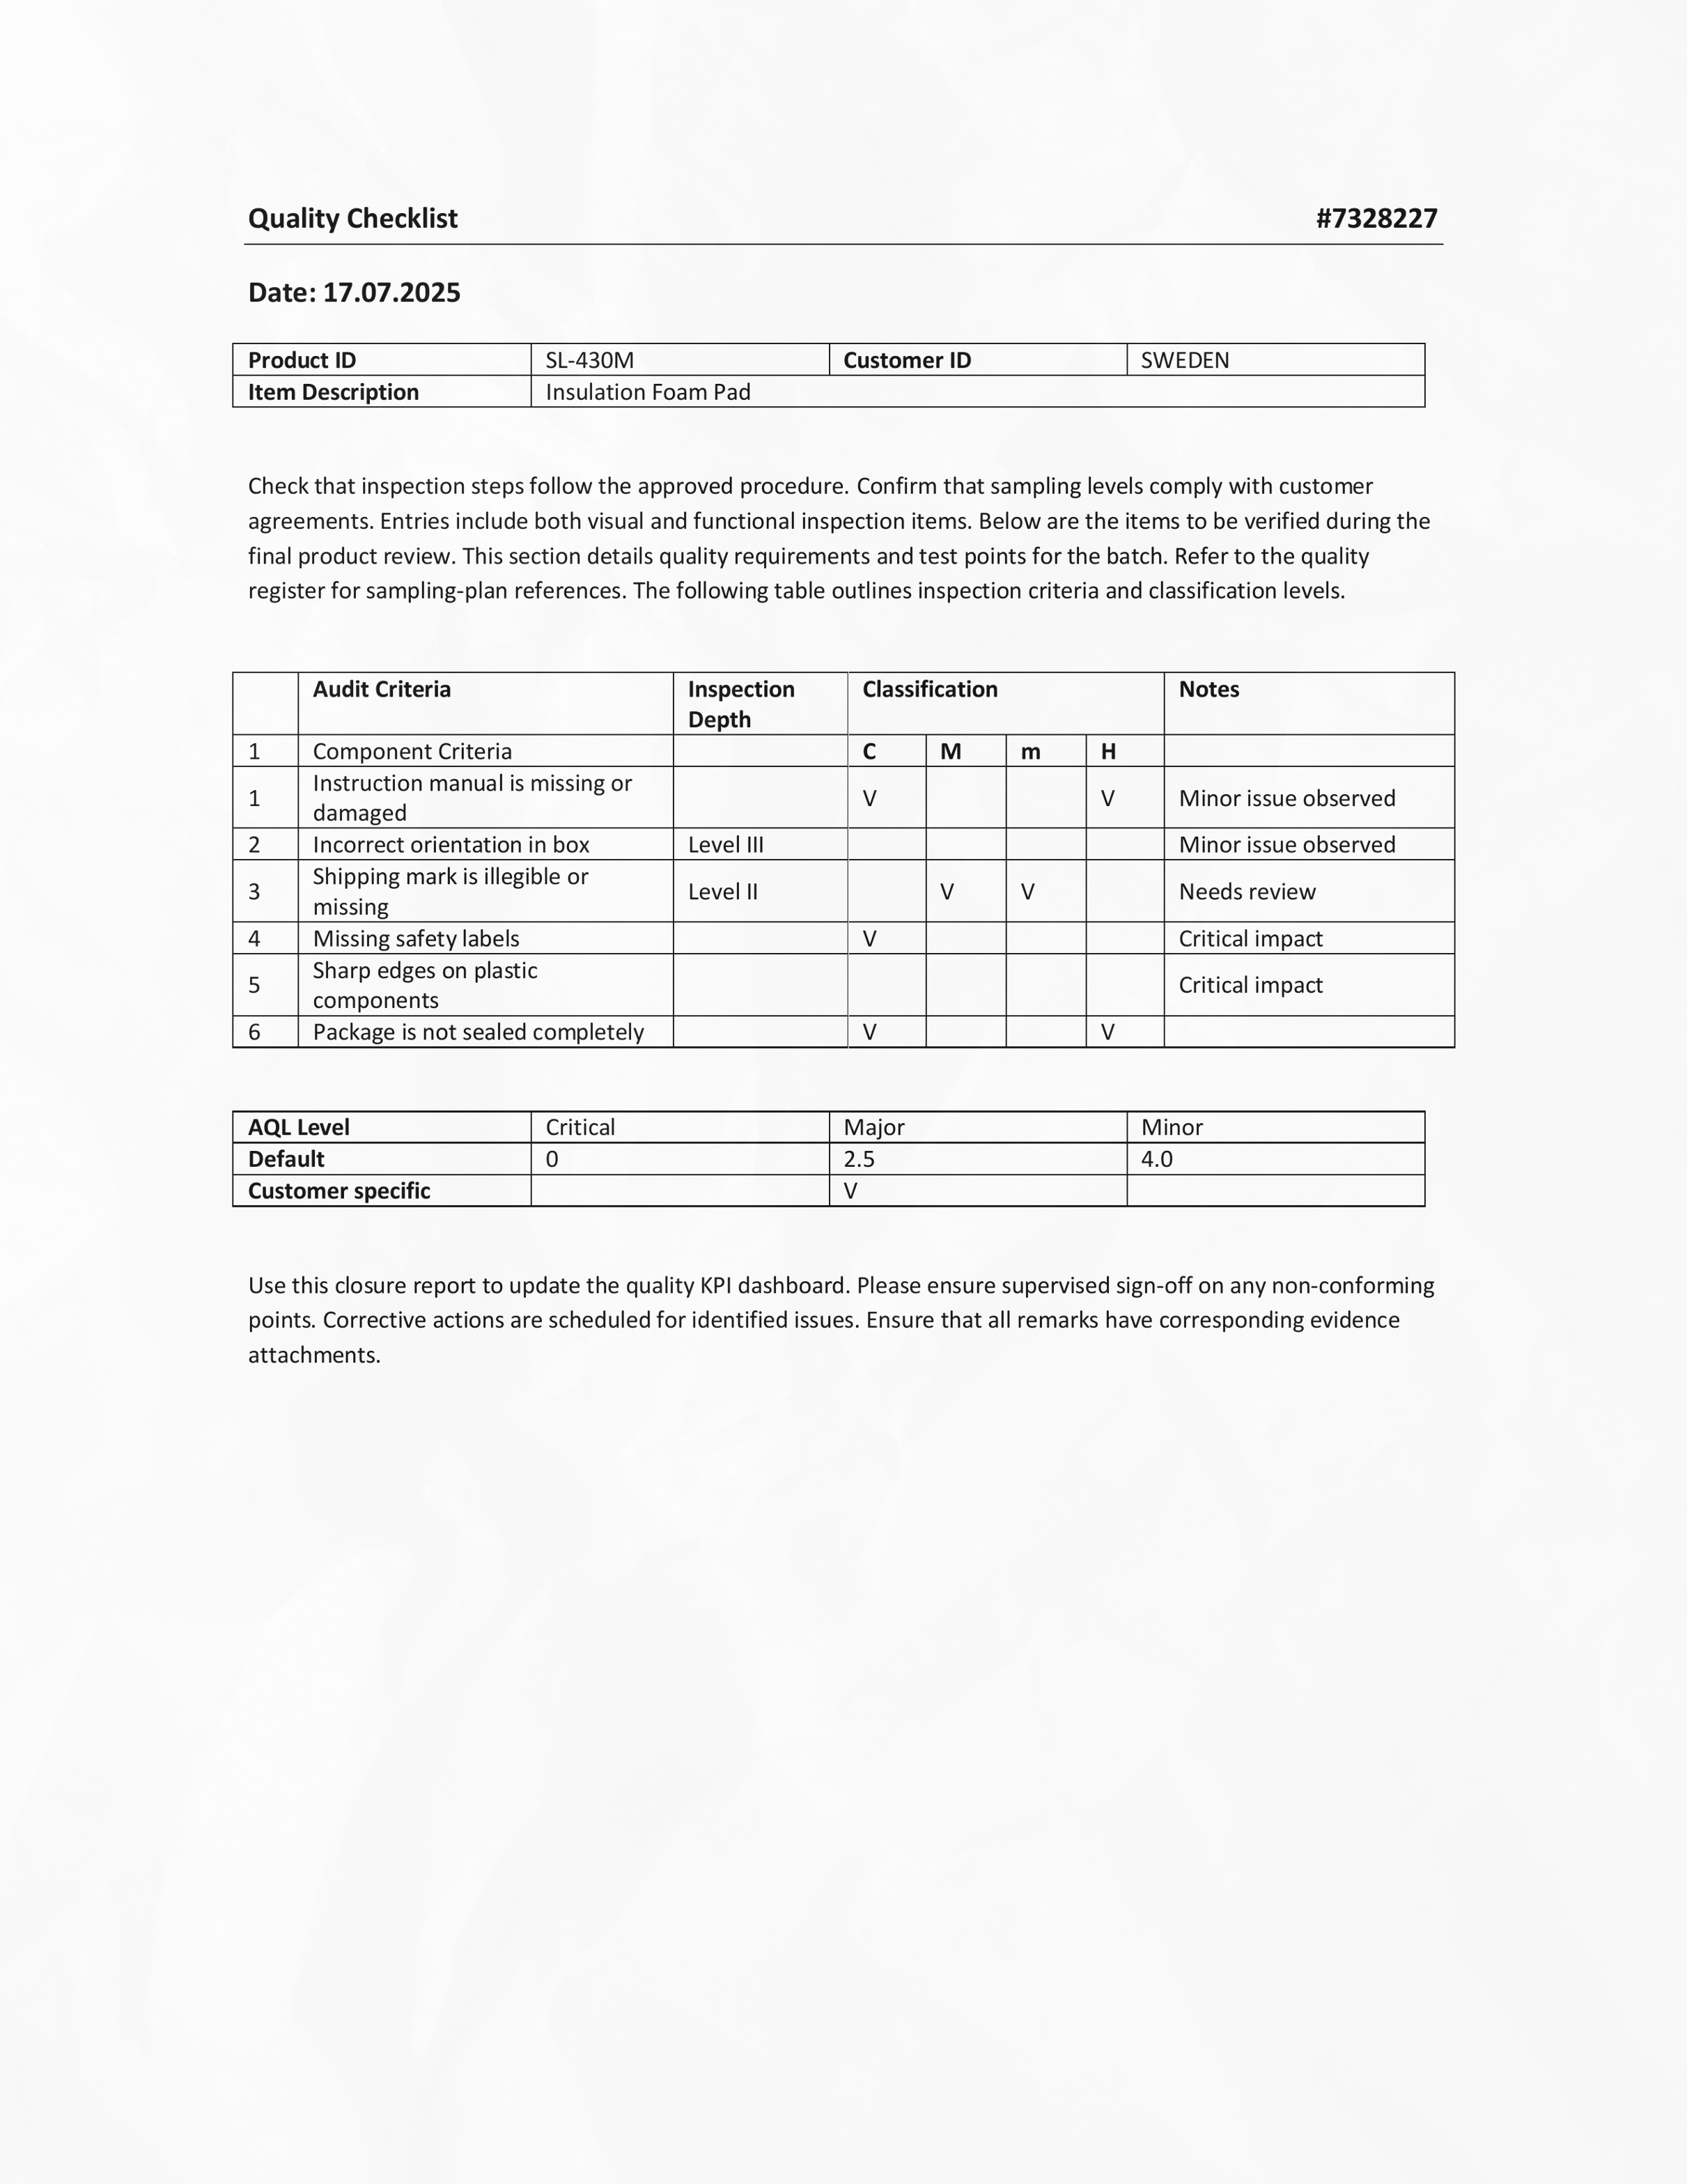 Quality Checklist #7328227
Date: 17.07.2025
Product ID SL-430M Customer ID SWEDEN
Item Description Insulation Foam Pad
Check that inspection steps follow the approved procedure. Confirm that sampling levels comply with customer
agreements. Entries include both visual and functional inspection items. Below are the items to be verified during the
final product review. This section details quality requirements and test points for the batch. Refer to the quality
register for sampling-plan references. The following table outlines inspection criteria and classification levels.
Audit Criteria Inspection Depth Classification Notes
1 Component Criteria C M m H
1 Instruction manual is missing or damaged V V Minor issue observed
2 Incorrect orientation in box Level III Minor issue observed
3 Shipping mark is illegible or missing Level II V V Needs review
4 Missing safety labels V Critical impact
5 Sharp edges on plastic components Critical impact
6 Package is not sealed completely V V
AQL Level Critical Major Minor
Default 0 2.5 4.0
Customer specific V
Use this closure report to update the quality KPI dashboard. Please ensure supervised sign-off on any non-conforming
points. Corrective actions are scheduled for identified issues. Ensure that all remarks have corresponding evidence
attachments.